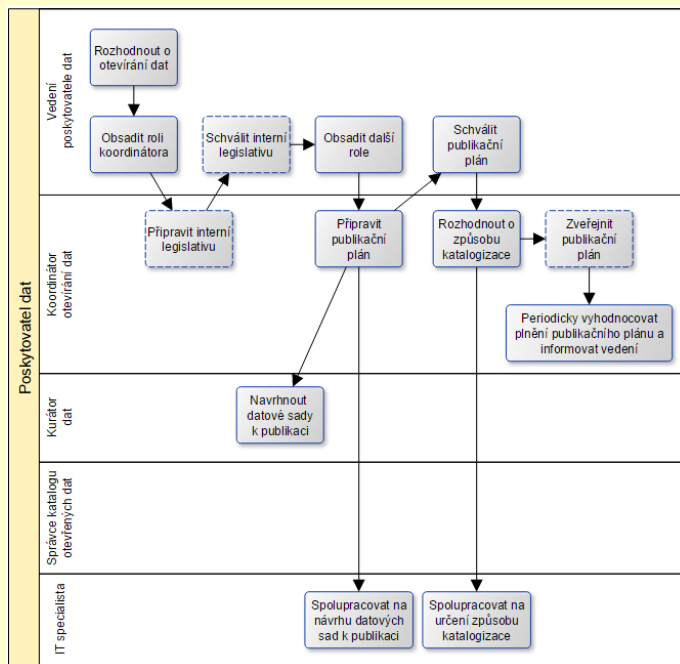 Poskytovatel dat
Vedení
poskytovatele dat
Rozhodnout o
otevírání dat
Obsadit roli
koordinátora
Schválit interní
legislativu
Obsadit další
role
Schválit
publikační
plán
Koordinátor
otevírání dat
Připravit interní
legislativu
Připravit
publikační
plán
Rozhodnout o
způsobu
katalogizace
Zveřejnit
publikační
plán
Periodicky vyhodnocovat
plnění publikačního plánu a
informovat vedení
Kurátor
dat
Navrhnout
datové sady
k publikaci
Správce katalogu
otevřených dat
IT specialista
Spolupracovat na
návrhu datových
sad k publikaci
Spolupracovat na
určení způsobu
katalogizace